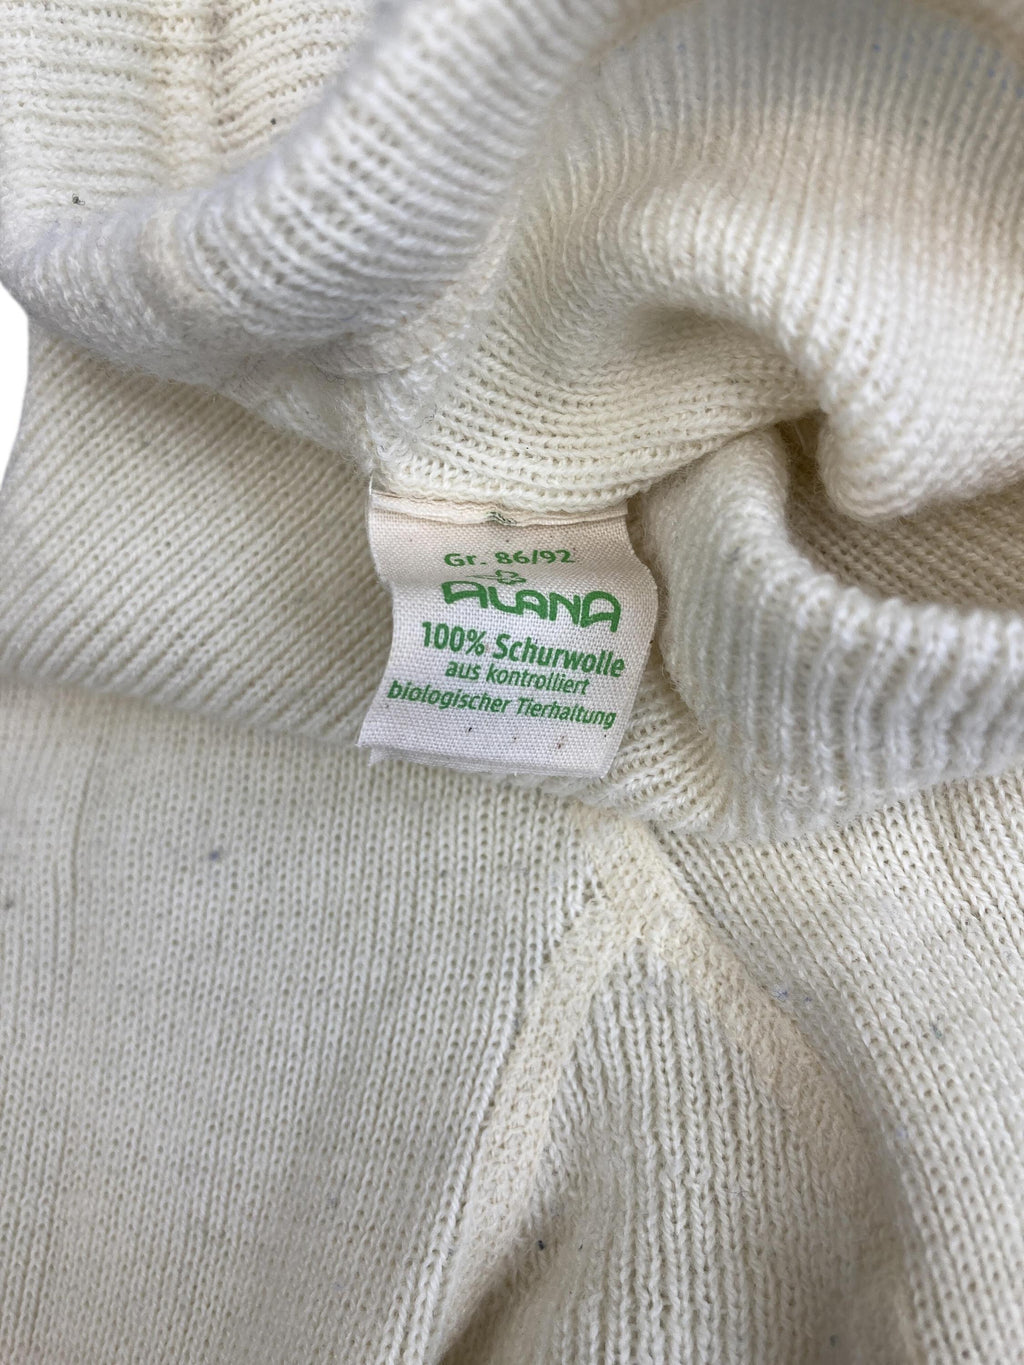 Gr. 86/92
ALANA
100% Schurwolle
aus kontrolliert
biologischer Tierhaltung